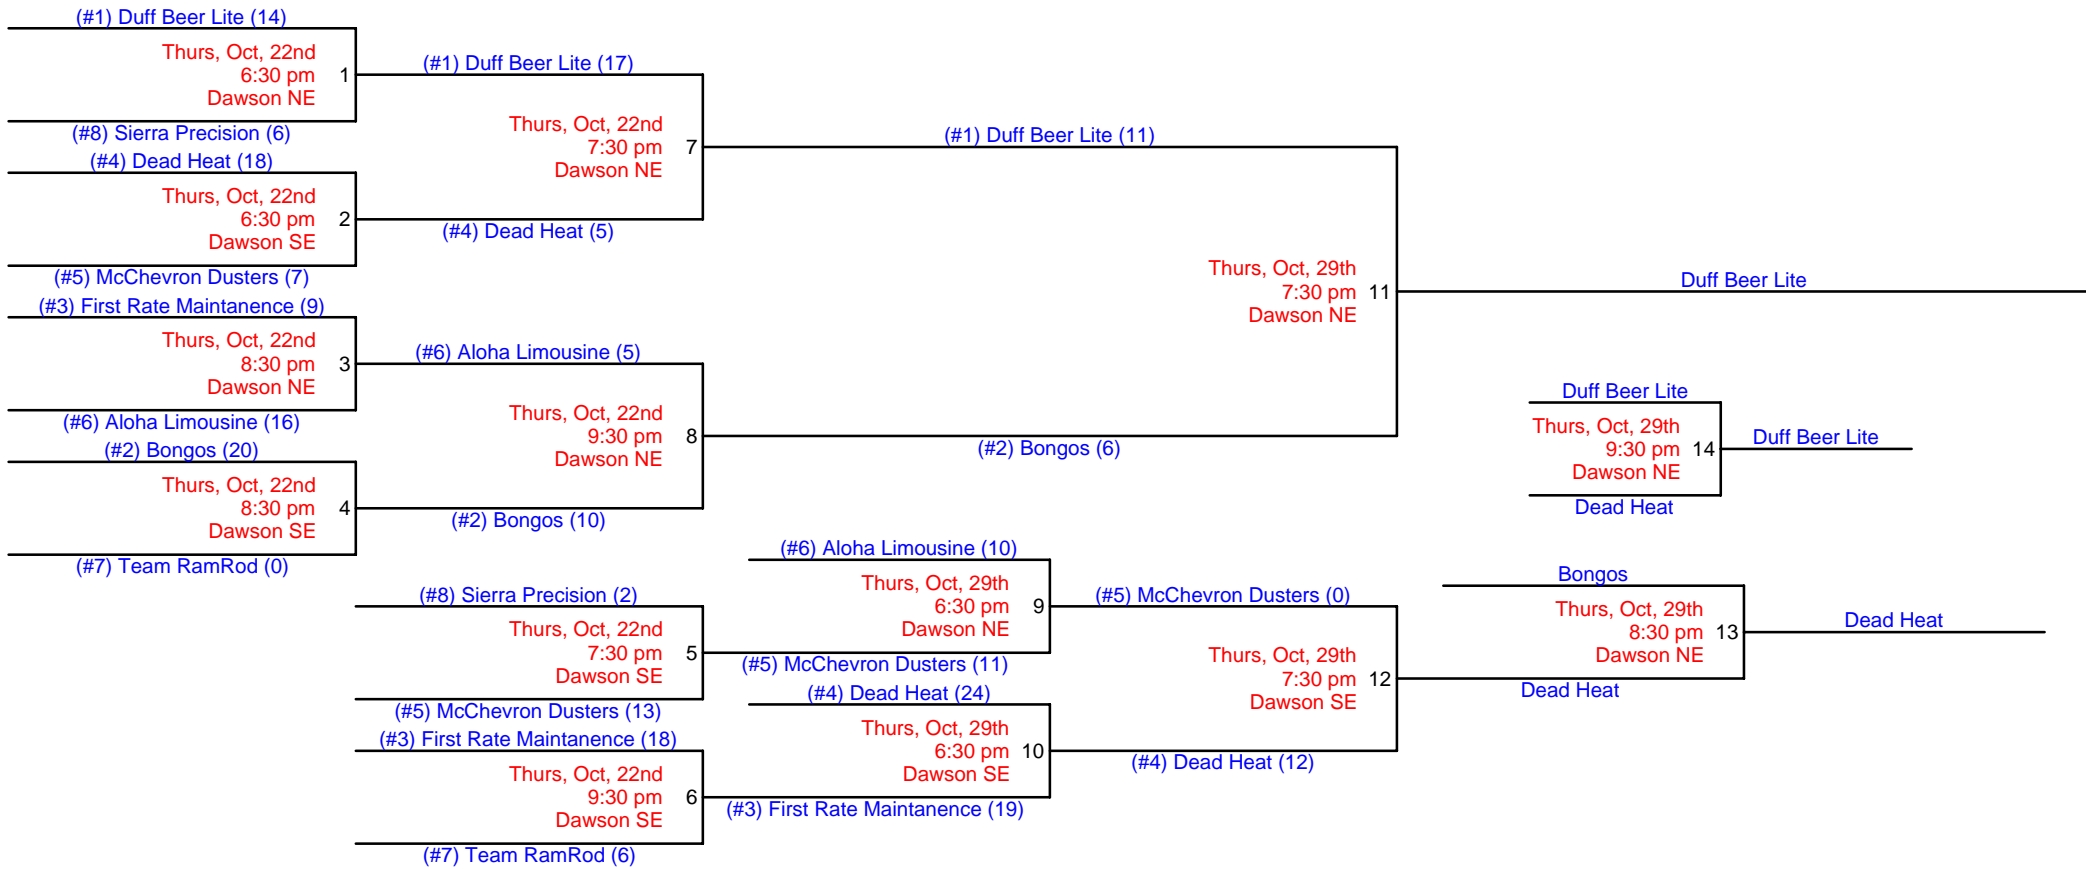 (#1) Duff Beer Lite (14)
Thurs, Oct, 22nd
6:30 pm 1
Dawson NE
(#8) Sierra Precision (6)
(#4) Dead Heat (18)
Thurs, Oct, 22nd
6:30 pm 2
Dawson SE
(#5) McChevron Dusters (7)
(#3) First Rate Maintanence (9)
Thurs, Oct, 22nd
8:30 pm 3
Dawson NE
(#6) Aloha Limousine (16)
(#2) Bongos (20)
Thurs, Oct, 22nd
8:30 pm 4
Dawson SE
(#7) Team RamRod (0)
(#1) Duff Beer Lite (17)
Thurs, Oct, 22nd
7:30 pm 7
Dawson NE
(#4) Dead Heat (5)
(#6) Aloha Limousine (5)
Thurs, Oct, 22nd
9:30 pm 8
Dawson NE
(#2) Bongos (10)
(#8) Sierra Precision (2)
Thurs, Oct, 22nd
7:30 pm 5
Dawson SE
(#5) McChevron Dusters (13)
(#3) First Rate Maintanence (18)
Thurs, Oct, 22nd
9:30 pm 6
Dawson SE
(#7) Team RamRod (6)
(#1) Duff Beer Lite (11)
Thurs, Oct, 29th
7:30 pm 11
Dawson NE
(#2) Bongos (6)
(#6) Aloha Limousine (10)
Thurs, Oct, 29th
6:30 pm 9
Dawson NE
(#5) McChevron Dusters (11)
(#4) Dead Heat (24)
Thurs, Oct, 29th
6:30 pm 10
Dawson SE
(#3) First Rate Maintanence (19)
(#5) McChevron Dusters (0)
Thurs, Oct, 29th
7:30 pm 12
Dawson SE
(#4) Dead Heat (12)
Duff Beer Lite
Duff Beer Lite
Thurs, Oct, 29th
9:30 pm 14
Dawson NE
Dead Heat
Duff Beer Lite
Bongos
Thurs, Oct, 29th
8:30 pm 13
Dawson NE
Dead Heat
Dead Heat